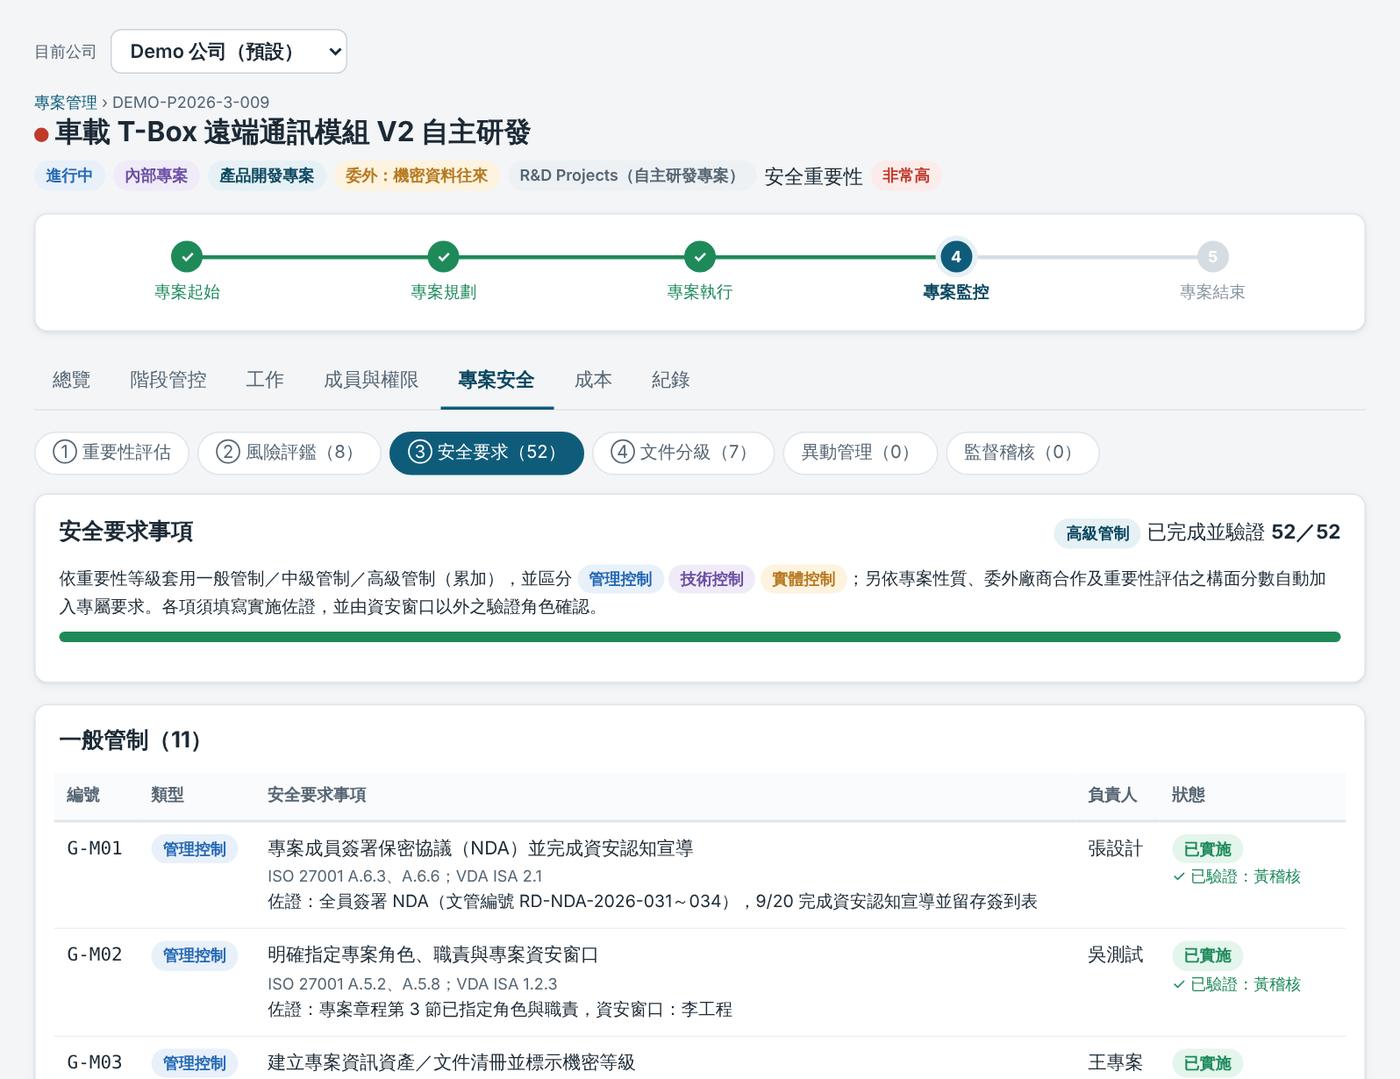 目前公司 Demo 公司（預設）
專案管理 › DEMO-P2026-3-009
車載 T-Box 遠端通訊模組 V2 自主研發
進行中 內部專案 產品開發專案 委外：機密資料往來 R&D Projects（自主研發專案） 安全重要性 非常高
4 5
專案起始 專案規劃 專案執行 專案監控 專案結束
總覽 階段管控 工作 成員與權限 專案安全 成本 紀錄
① 重要性評估 ② 風險評鑑（8） ③ 安全要求（52） ④ 文件分級（7） 異動管理（0） 監督稽核（0）
安全要求事項 高級管制 已完成並驗證 52／52
依重要性等級套用一般管制／中級管制／高級管制（累加），並區分 管理控制 技術控制 實體控制 ；另依專案性質、委外廠商合作及重要性評估之構面分數自動加
入專屬要求。各項須填寫實施佐證，並由資安窗口以外之驗證角色確認。
一般管制（11）
編號 類型 安全要求事項 負責人 狀態
G-M01 管理控制 專案成員簽署保密協議（NDA）並完成資安認知宣導 張設計 已實施
ISO 27001 A.6.3、A.6.6；VDA ISA 2.1 ✓ 已驗證：黃稽核
佐證：全員簽署 NDA（文管編號 RD-NDA-2026-031～034），9/20 完成資安認知宣導並留存簽到表
G-M02 管理控制 明確指定專案角色、職責與專案資安窗口 吳測試 已實施
ISO 27001 A.5.2、A.5.8；VDA ISA 1.2.3 ✓ 已驗證：黃稽核
佐證：專案章程第 3 節已指定角色與職責，資安窗口：李工程
G-M03 管理控制 建立專案資訊資產／文件清冊並標示機密等級 王專案 已實施